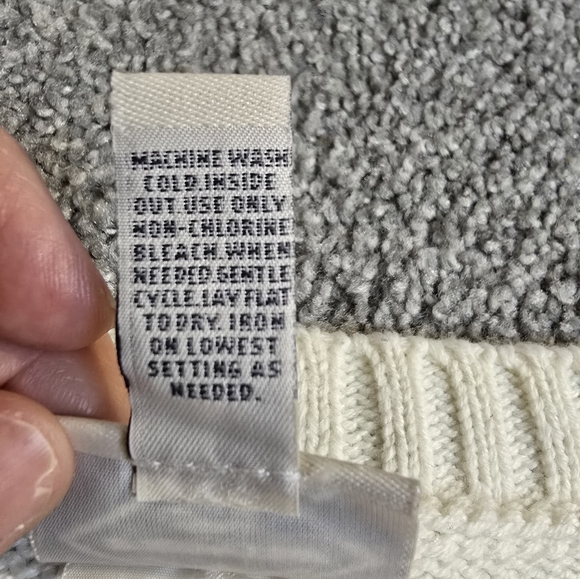 MACHINE WASH
COLD.INSIDE
OUT USE ONLY
NON-CHLORINE
BLEACH.WHEN
NEEDED.GENTLE
CYCLE.LAY FLAT
TO DRY. IRON
ON LOWEST
SETTING AS
NEEDED.